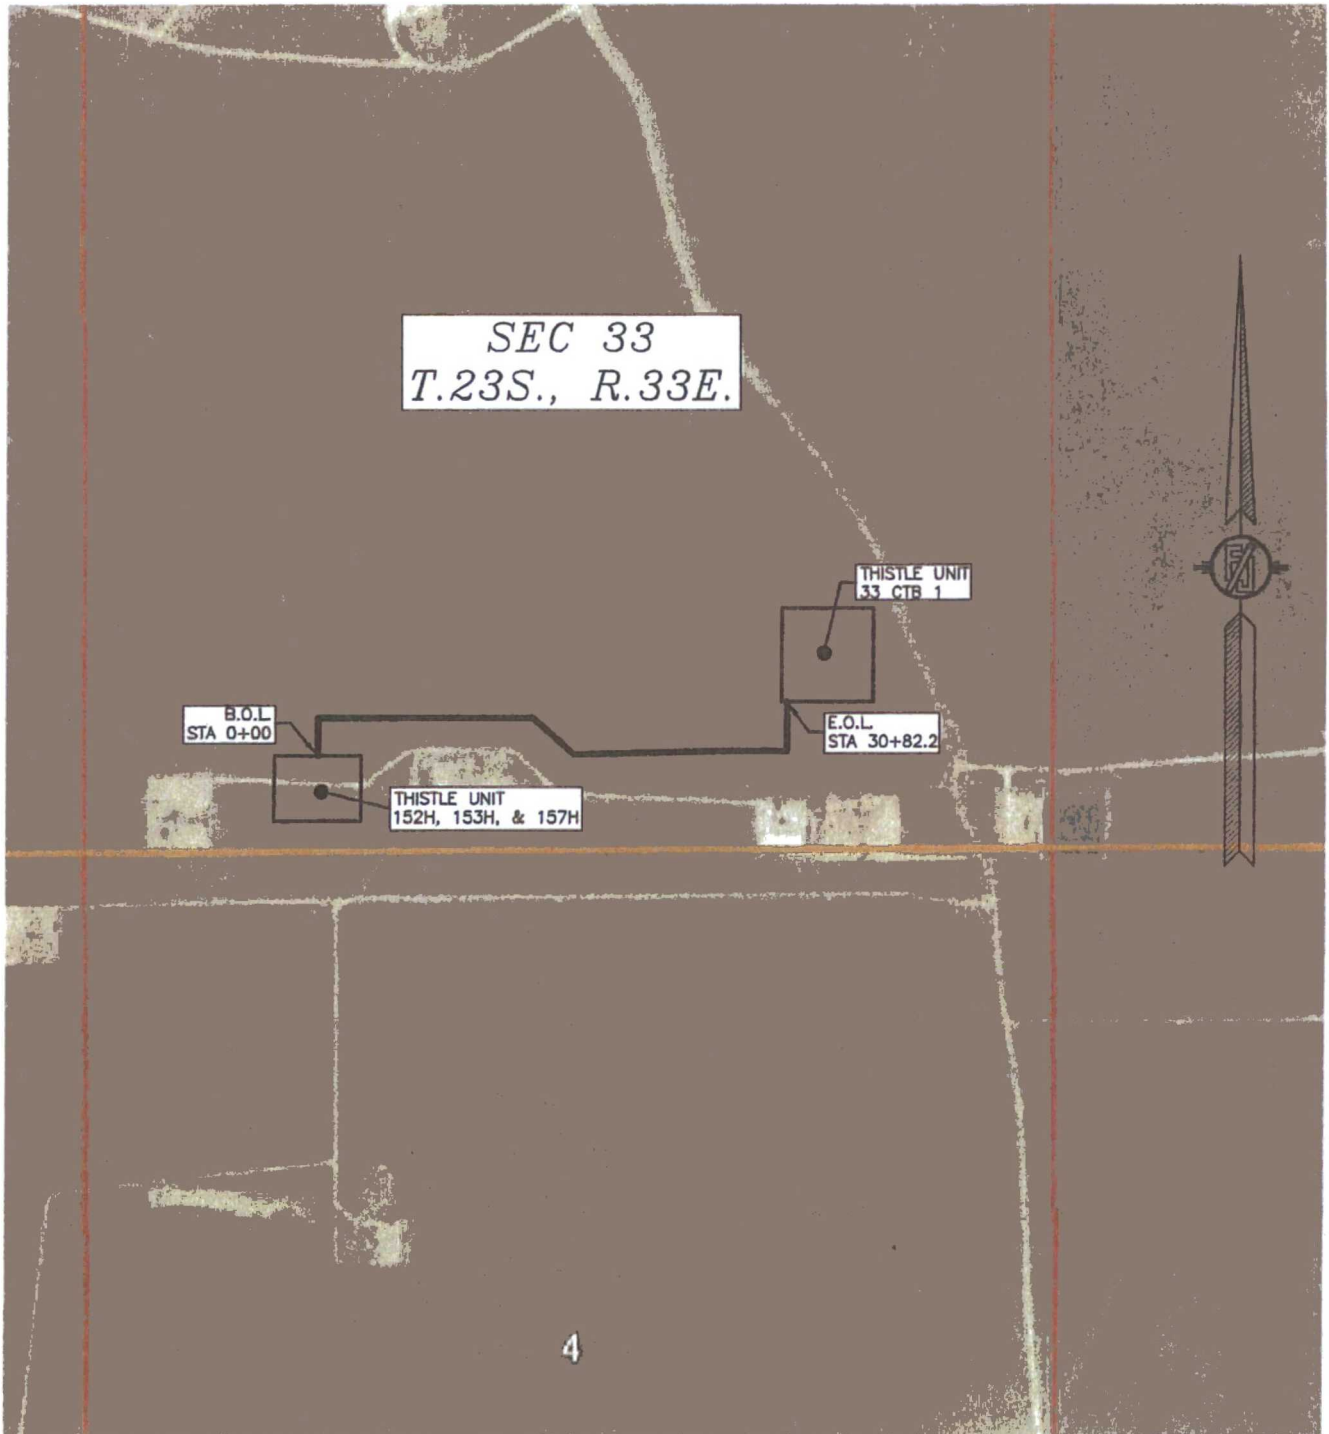 SEC 33
T.23S., R.33E.
THISTLE UNIT
33 CTB 1
B.O.L
STA 0+00
E.O.L.
STA 30+82.2
THISTLE UNIT
152H, 153H, & 157H
4